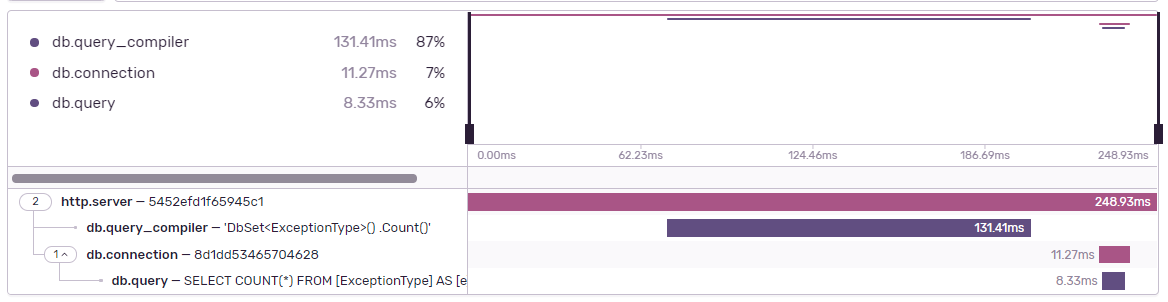 db.query_compiler 131.41ms 87%
db.connection 11.27ms 7%
db.query 8.33ms 6%
0.00ms 62.23ms 124.46ms 186.69ms 248.93ms
2 http.server — 5452efd1f65945c1 248.93ms
db.query_compiler — 'DbSet<ExceptionType>() .Count()' 131.41ms
1 db.connection — 8d1dd53465704628 11.27ms
db.query — SELECT COUNT(*) FROM [ExceptionType] AS [e 8.33ms